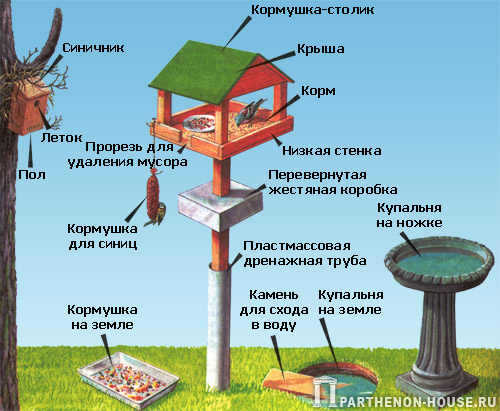 Кормушка-столик
Синичник
Крыша
Корм
Леток
Прорезь для
удаления мусора
Низкая стенка
Пол
Перевернутая
жестяная коробка
Кормушка
для синиц
Купальня
на ножке
Пластмассовая
дренажная труба
Кормушка
на земле
Камень
для схода
в воду
Купальня
на земле
PARTHENON-HOUSE.RU